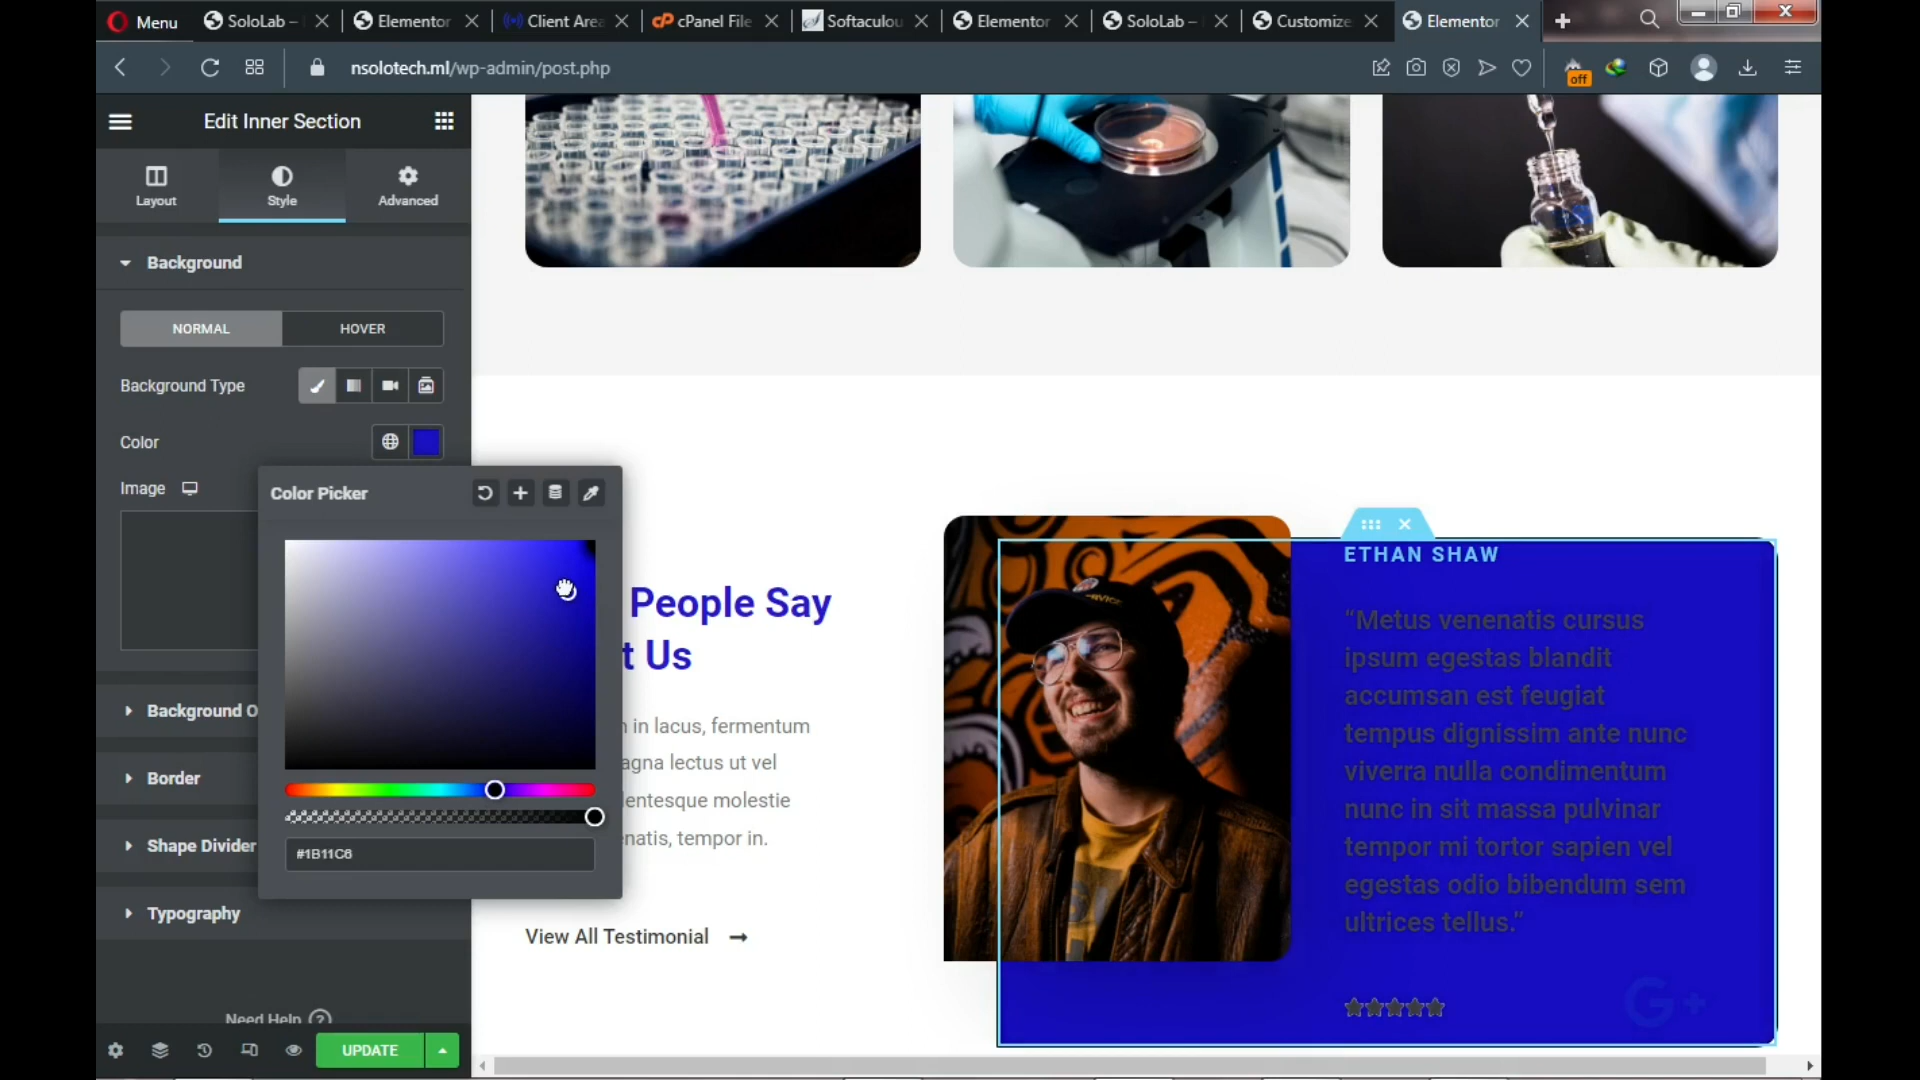 Menu
SoloLab –
Elementor
Client Area
cPanel File
Softaculou
Elementor
SoloLab –
Customize
Elementor
nsolotech.ml/wp-admin/post.php
off
Edit Inner Section
Layout
Style
Advanced
Background
NORMAL
HOVER
Background Type
Color
Image
Color Picker
#1B11C6
Background O
Border
Shape Divider
Typography
Need Help
?
UPDATE
People Say
t Us
in lacus, fermentum
agna lectus ut vel
lentesque molestie
enatis, tempor in.
View All Testimonial
ETHAN SHAW
“Metus venenatis cursus
ipsum egestas blandit
accumsan est feugiat
tempus dignissim ante nunc
viverra nulla condimentum
nunc in sit massa pulvinar
tempor mi tortor sapien vel
egestas odio bibendum sem
ultrices tellus.”
G+